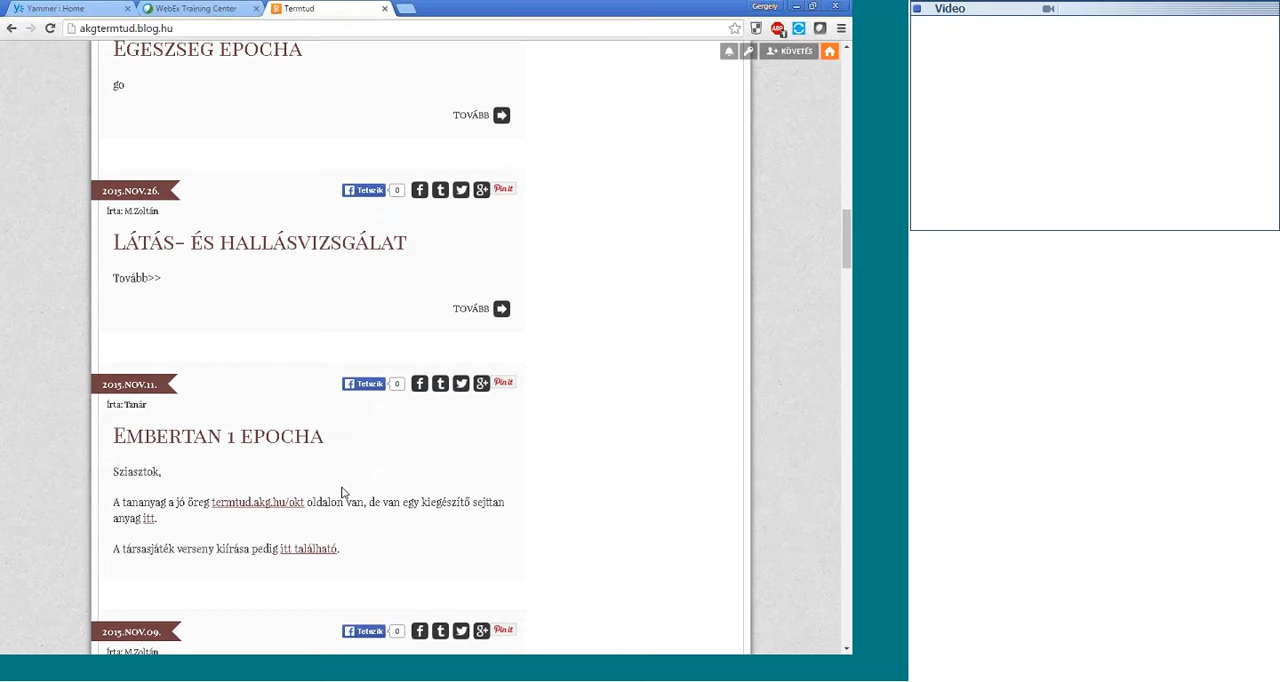 Yammer : Home
WebEx Training Center
Termtud
Gergely
akgtermtud.blog.hu
Video
EGÉSZSÉG EPOCHA
KÖVETÉS
go
TOVÁBB
2015.NOV.26.
Tetszik 0
Pin it
Írta: M.Zoltán
LÁTÁS- ÉS HALLÁSVIZSGÁLAT
Tovább>>
TOVÁBB
2015.NOV.11.
Tetszik 0
Pin it
Írta: Tanár
EMBERTAN 1 EPOCHA
Sziasztok,
A tananyag a jó öreg termtud.akg.hu/okt oldalon van, de van egy kiegészítő sejttan
anyag itt.
A társasjáték verseny kiírása pedig itt található.
2015.NOV.09.
Tetszik 0
Pin it
Írta: M.Zoltán